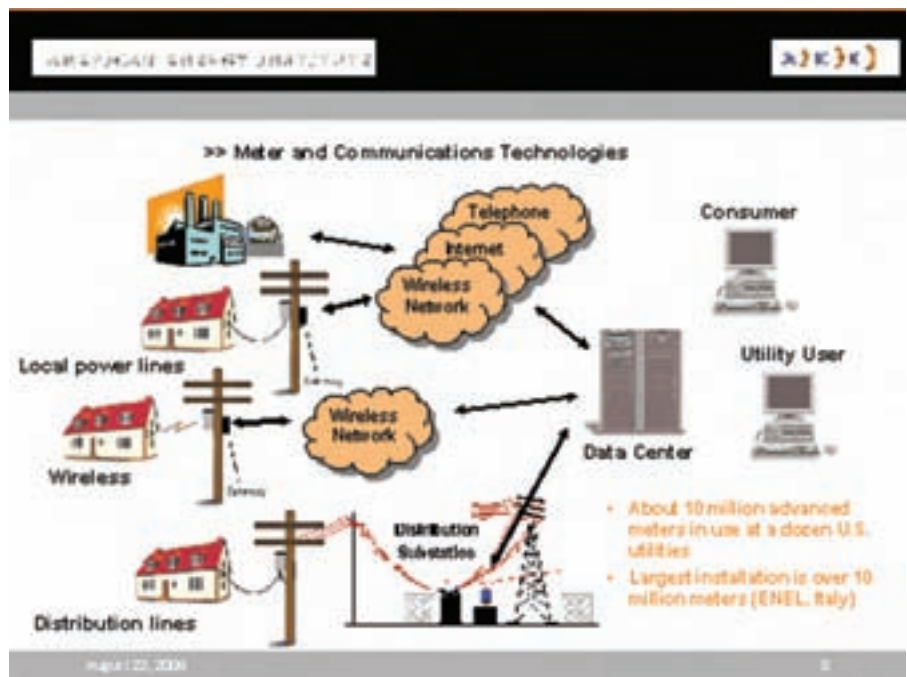 >> Meter and Communications Technologies
Telephone
Internet
Wireless
Network
Consumer
Local power lines
Gateway
Utility User
Wireless
Network
Data Center
Wireless
Gateway
Distribution
Substation
• About 10 million advanced
meters in use at a dozen U.S.
utilities
• Largest installation is over 10
million meters (ENEL, Italy)
Distribution lines